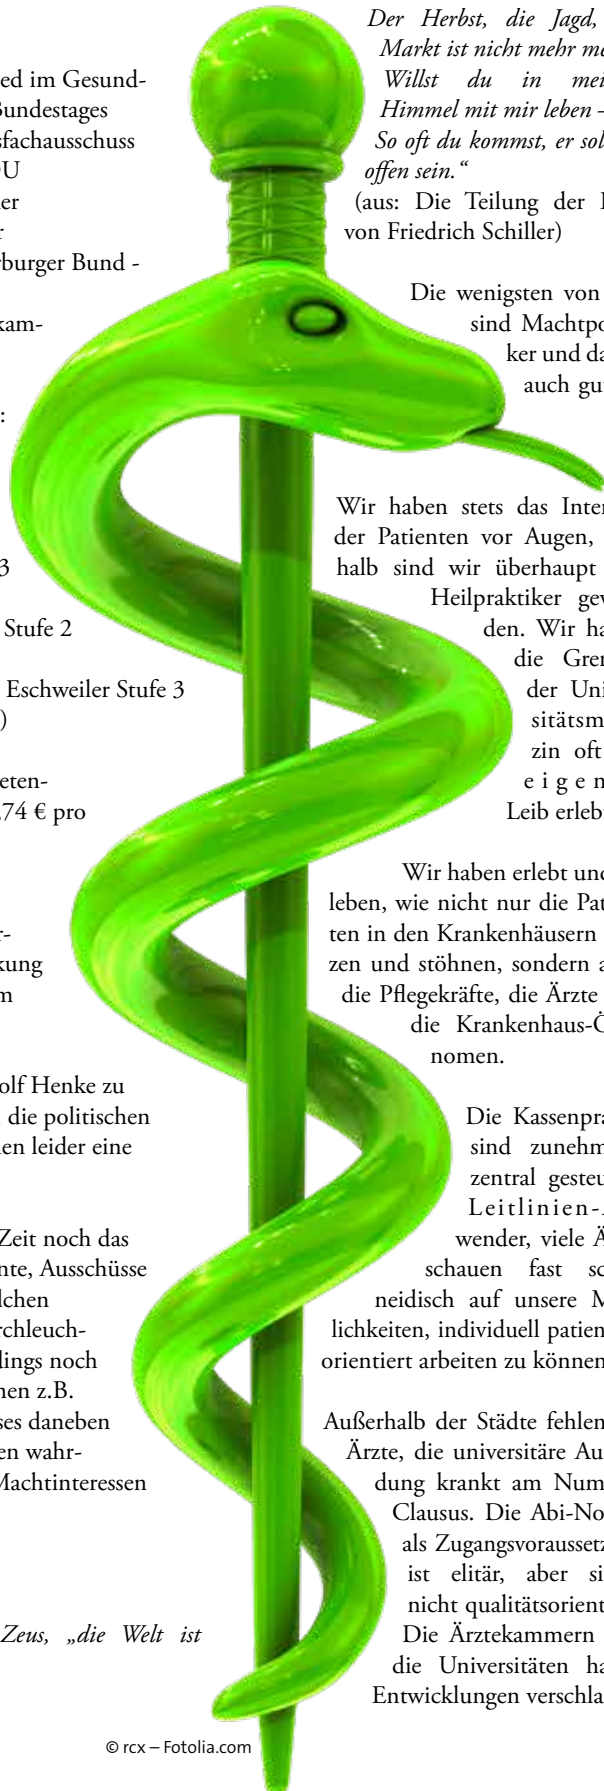 ed im Gesund-
Bundestages
sfachausschuss
DU
er
r
rburger Bund -
kam-
:
3
Stufe 2
Eschweiler Stufe 3
)
eten-
,74 € pro
r-
kung
m
olf Henke zu
die politischen
en leider eine
Zeit noch das
nte, Ausschüsse
lchen
rchleuch-
dings noch
nen z.B.
ses daneben
en wahr-
Machtinteressen
Zeus, „die Welt ist
Der Herbst, die Jagd,
Markt ist nicht mehr me
Willst du in mei
Himmel mit mir leben –
So oft du kommst, er sol
offen sein.“
(aus: Die Teilung der
von Friedrich Schiller)
Die wenigsten von
sind Machtpo
ker und da
auch gu
Wir haben stets das Inter
der Patienten vor Augen,
halb sind wir überhaupt
Heilpraktiker gew
den. Wir ha
die Gren
der Uni
sitätsm
zin oft
eigen
Leib erleb
Wir haben erlebt und
leben, wie nicht nur die Pat
ten in den Krankenhäusern
zen und stöhnen, sondern a
die Pflegekräfte, die Ärzte
die Krankenhaus-Ö
nomen.
Die Kassenpra
sind zunehm
zentral gesteu
Leitlinien-A
wender, viele Ä
schauen fast sc
neidisch auf unsere M
lichkeiten, individuell patien
orientiert arbeiten zu können
Außerhalb der Städte fehlen
Ärzte, die universitäre Au
dung krankt am Num
Clausus. Die Abi-No
als Zugangsvoraussetz
ist elitär, aber si
nicht qualitätsorient
Die Ärztekammern
die Universitäten ha
Entwicklungen verschla
© rcx – Fotolia.com